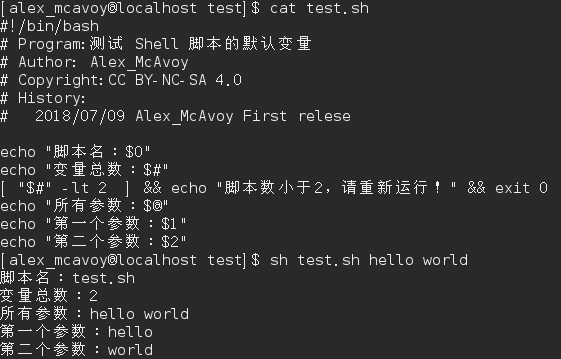 [alex_mcavoy@localhost test]$ cat test.sh
#!/bin/bash
# Program:测试 Shell 脚本的默认变量
# Author: Alex_McAvoy
# Copyright:CC BY-NC-SA 4.0
# History:
#   2018/07/09 Alex_McAvoy First relese

echo "脚本名：$0"
echo "变量总数：$#"
[ "$#" -lt 2  ] && echo "脚本数小于2，请重新运行！" && exit 0
echo "所有参数：$@"
echo "第一个参数：$1"
echo "第二个参数：$2"
[alex_mcavoy@localhost test]$ sh test.sh hello world
脚本名：test.sh
变量总数：2
所有参数：hello world
第一个参数：hello
第二个参数：world